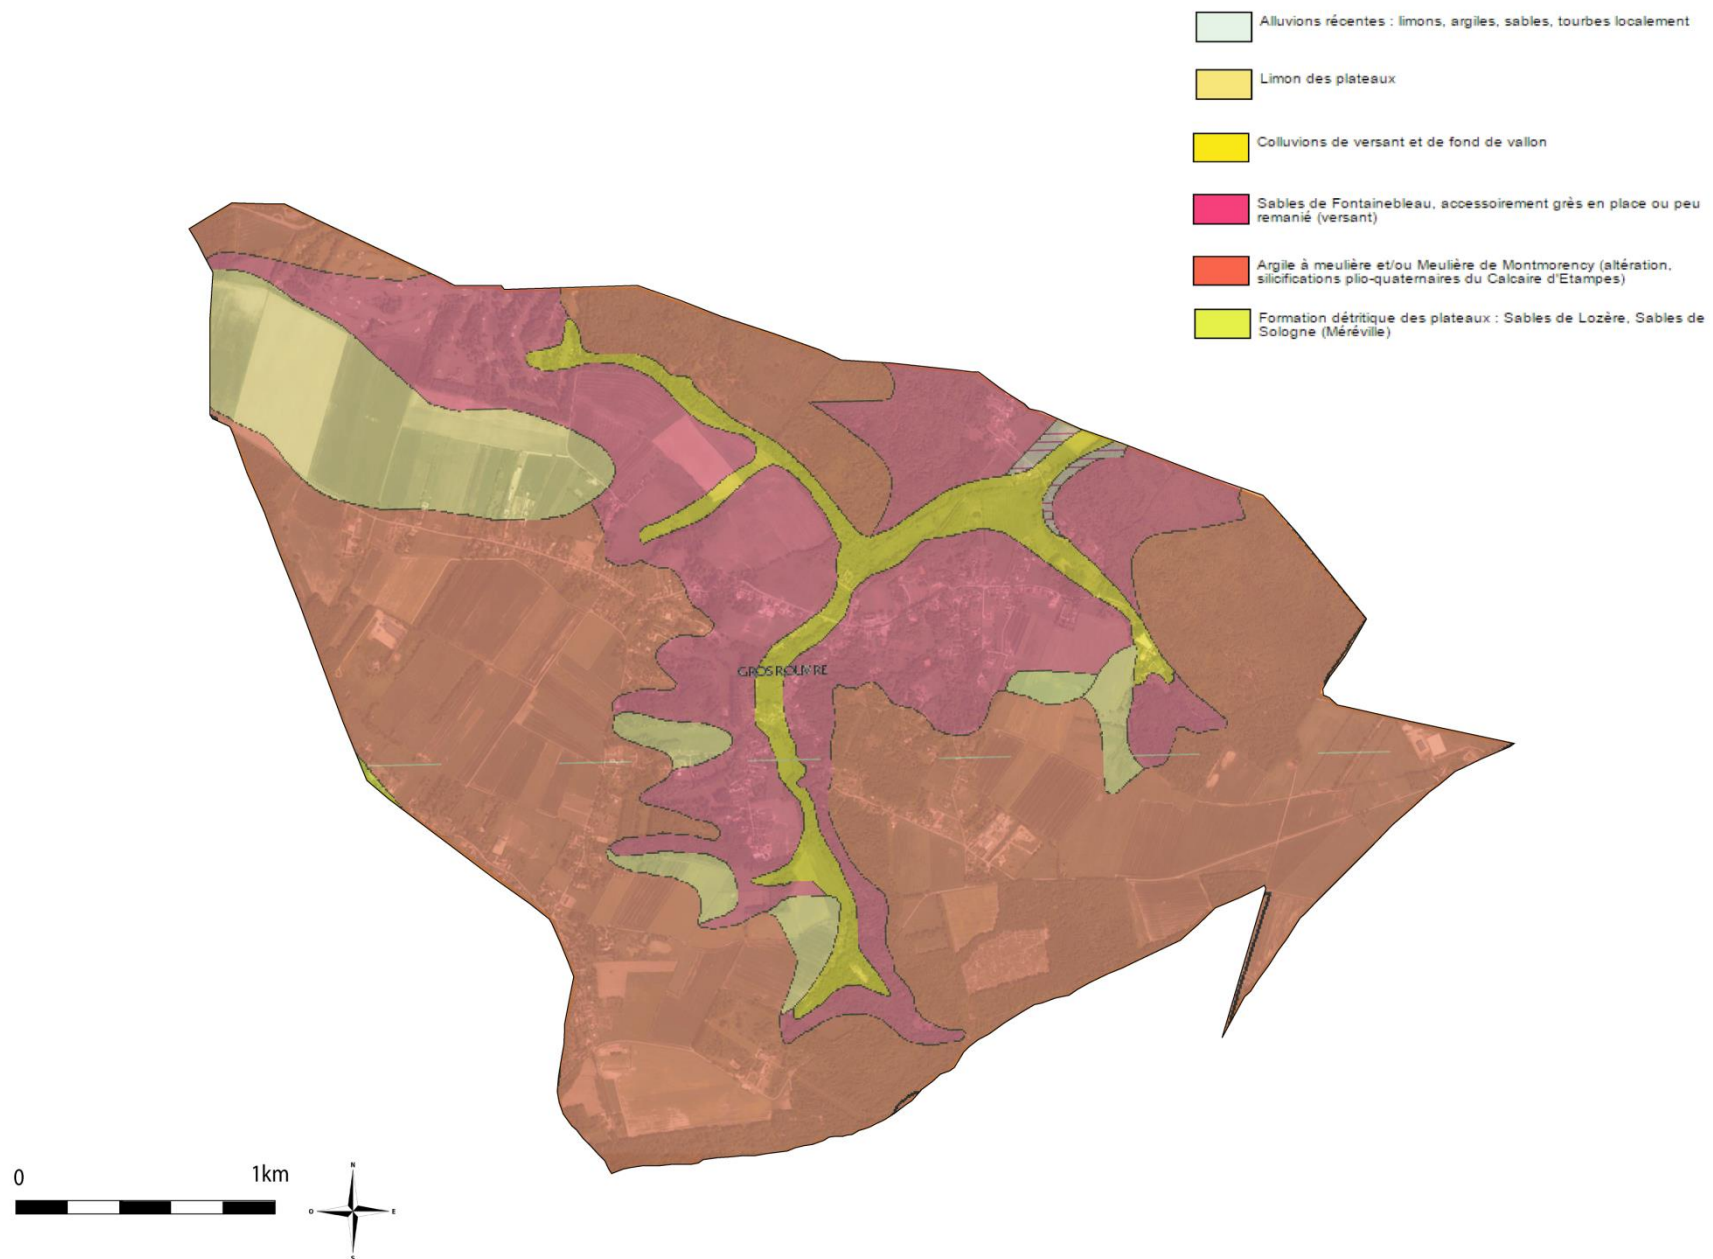 Alluvions récentes : limons, argiles, sables, tourbes localement
Limon des plateaux
Colluvions de versant et de fond de vallon
Sables de Fontainebleau, accessoirement grès en place ou peu
remanié (versant)
Argile à meulière et/ou Meulière de Montmorency (altération,
silicifications plio-quaternaires du Calcaire d'Etampes)
Formation détritique des plateaux : Sables de Lozère, Sables de
Sologne (Méréville)
GROSROUVRE
0 1km
N
O E
S